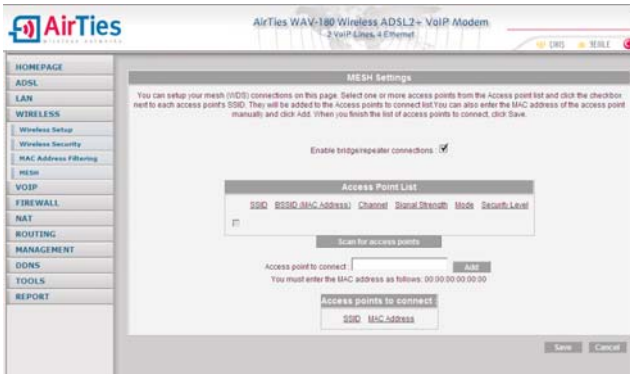 AirTies
wireless networks
AirTies WAV-180 Wireless ADSL2+ VoIP Modem
2 VoIP Lines, 4 Ethernet
HOMEPAGE
ADSL
LAN
WIRELESS
Wireless Setup
Wireless Security
MAC Address Filtering
MESH
VOIP
FIREWALL
NAT
ROUTING
MANAGEMENT
DDNS
TOOLS
REPORT
MESH Settings
You can setup your mesh (WDS) connections on this page. Select one or more access points from the Access point list and click the checkbox
next to each access point's SSID. They will be added to the Access points to connect list.You can also enter the MAC address of the access point
manually and click Add. When you finish the list of access points to connect, click Save.
Enable bridge/repeater connections :
Access Point List
SSID BSSID (MAC Address) Channel Signal Strength Mode Security Level
Scan for access points
Access point to connect : Add
You must enter the MAC address as follows: 00:00:00:00:00:00
Access points to connect
SSID MAC Address
Save Cancel